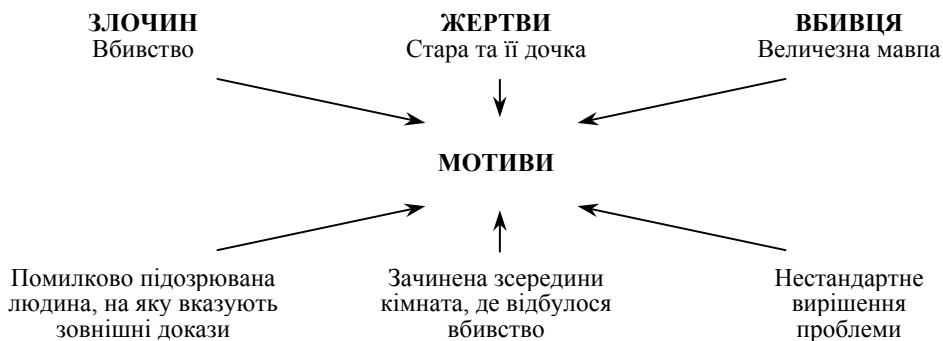 ЗЛОЧИН
Вбивство
ЖЕРТВИ
Стара та її дочка
ВБИВЦЯ
Величезна мавпа
МОТИВИ
Помилково підозрювана
людина, на яку вказують
зовнішні докази
Зачинена зсередини
кімната, де відбулося
вбивство
Нестандартне
вирішення
проблеми